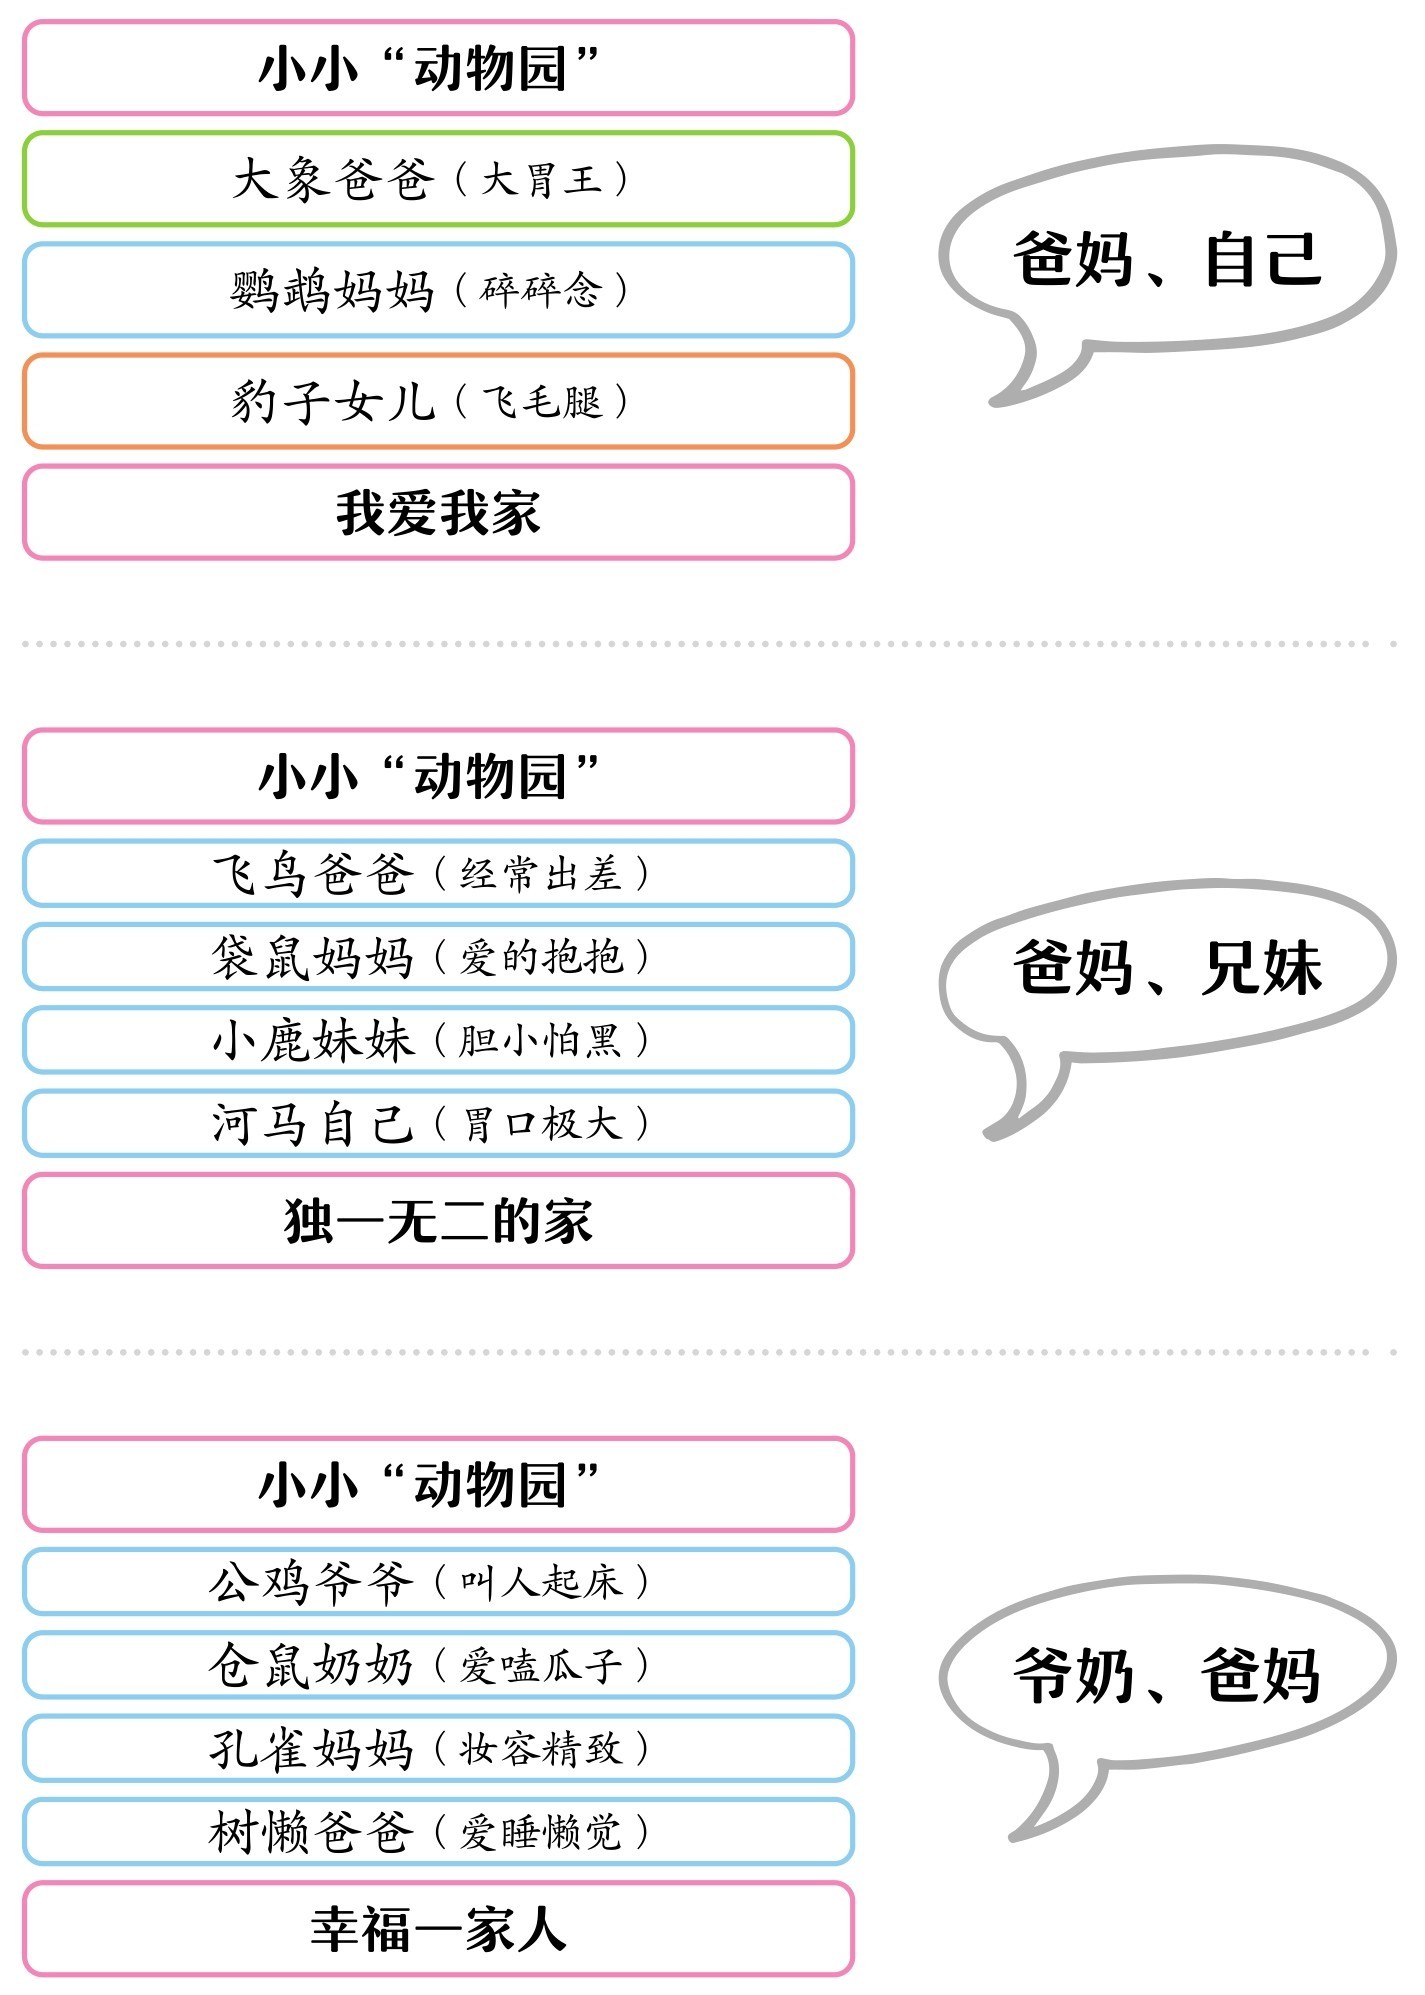 小小“动物园”
大象爸爸（大胃王）
鹦鹉妈妈（碎碎念）
豹子女儿（飞毛腿）
我爱我家
爸妈、自己
小小“动物园”
飞鸟爸爸（经常出差）
袋鼠妈妈（爱的抱抱）
小鹿妹妹（胆小怕黑）
河马自己（胃口极大）
独一无二的家
爸妈、兄妹
小小“动物园”
公鸡爷爷（叫人起床）
仓鼠奶奶（爱嗑瓜子）
孔雀妈妈（妆容精致）
树懒爸爸（爱睡懒觉）
幸福一家人
爷奶、爸妈